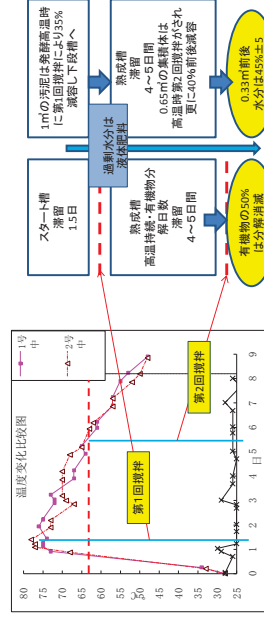 温度変化比較图
1号
中
2号
中
80
75
70
65
60
55
50
45
40
35
30
25
℃
0
1
2
3
4
5
6
7
8
9
日
第1回撹拌
第2回撹拌
スタート槽
滞留
1.5日
1㎥の汚泥は発酵高温時
に第1撹拌により35%
減容し下段槽へ
過剰水分は
液体肥料
熟成槽
高温持続・有機物分
解日数
滞留
4~5日間
熟成槽
滞留
4~5日間
0.65㎥の集積体は
高温時第2回撹拌がされ
更に40%前後減容
有機物の50%
は分解消滅
0.33㎥前後
水分は45%±5